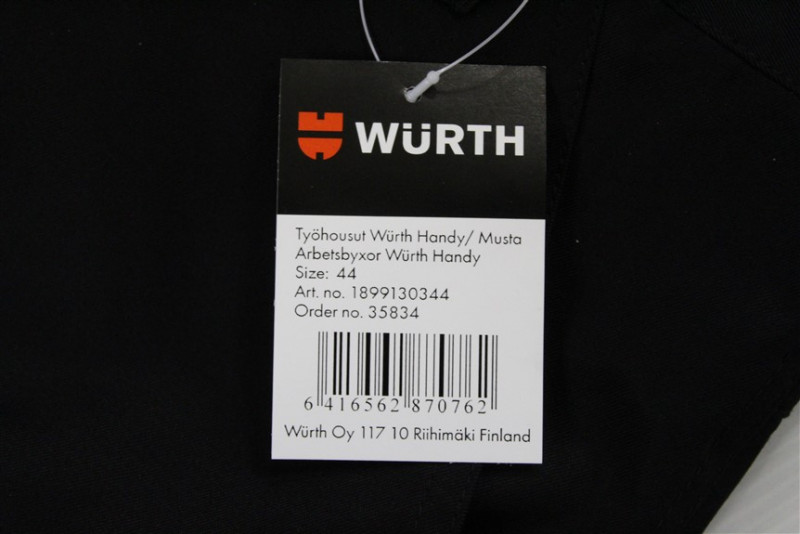 WÜRTH
Työhousut Würth Handy/ Musta
Arbetsbyxor Würth Handy
Size: 44
Art. no. 1899130344
Order no. 35834
6 416562 870762
Würth Oy 117 10 Riihimäki Finland